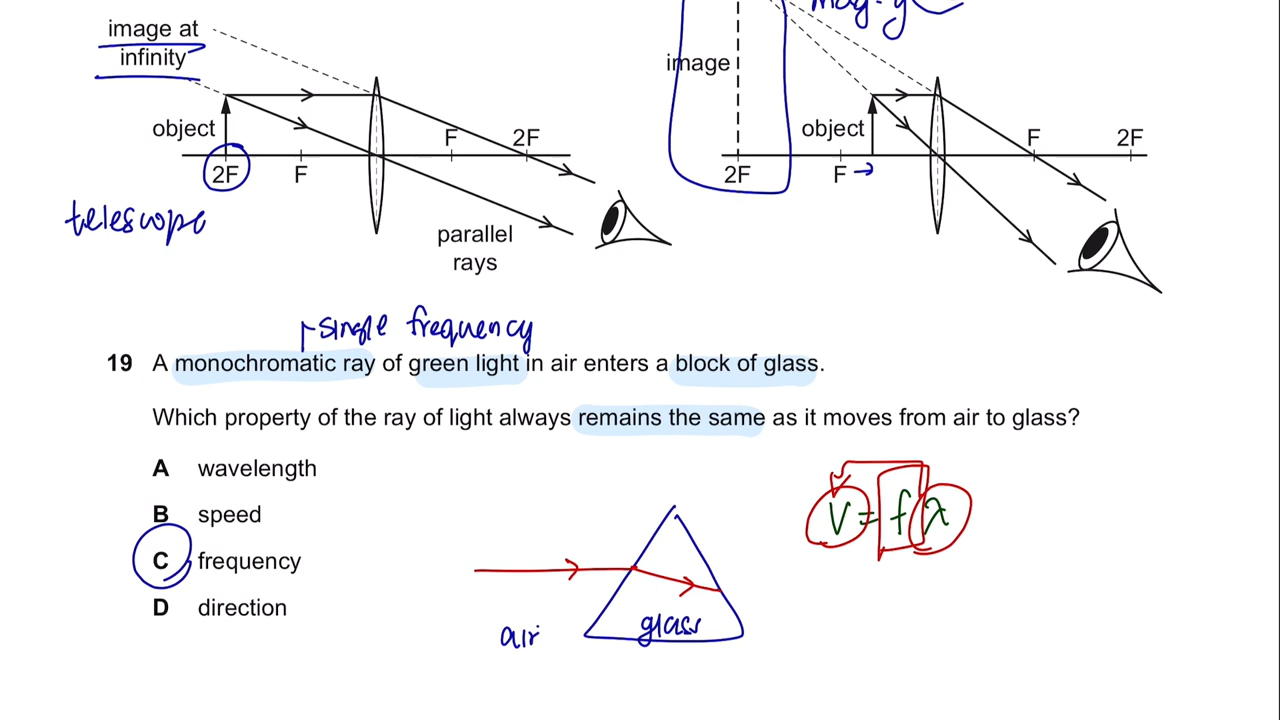 mag.g
image at
infinity
image
object
F
2F
2F
F
object
F
2F
2F
F
telescope
parallel
rays
single frequency
19 A monochromatic ray of green light in air enters a block of glass.
Which property of the ray of light always remains the same as it moves from air to glass?
A wavelength
B speed
C frequency
D direction
v = fλ
air
glass